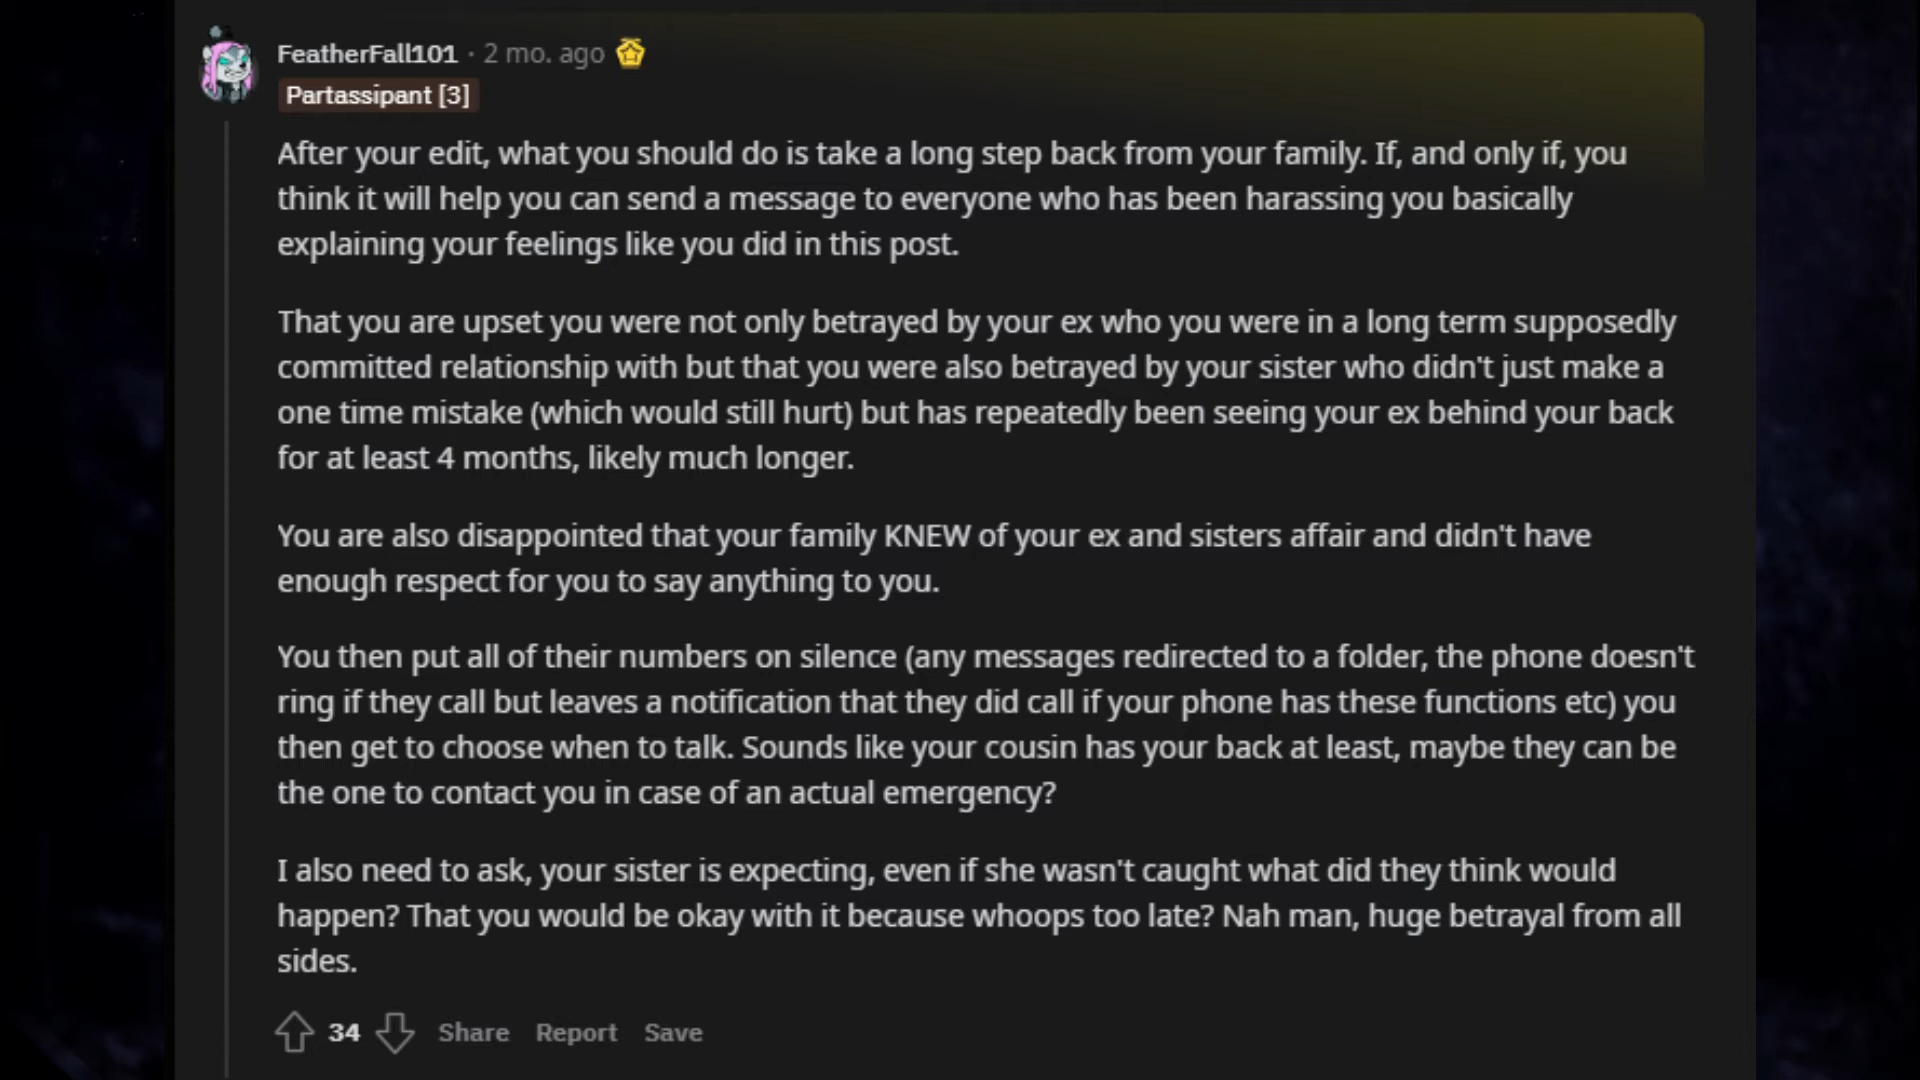 FeatherFall101 · 2 mo. ago
Partassipant [3]
After your edit, what you should do is take a long step back from your family. If, and only if, you
think it will help you can send a message to everyone who has been harassing you basically
explaining your feelings like you did in this post.
That you are upset you were not only betrayed by your ex who you were in a long term supposedly
committed relationship with but that you were also betrayed by your sister who didn't just make a
one time mistake (which would still hurt) but has repeatedly been seeing your ex behind your back
for at least 4 months, likely much longer.
You are also disappointed that your family KNEW of your ex and sisters affair and didn't have
enough respect for you to say anything to you.
You then put all of their numbers on silence (any messages redirected to a folder, the phone doesn't
ring if they call but leaves a notification that they did call if your phone has these functions etc) you
then get to choose when to talk. Sounds like your cousin has your back at least, maybe they can be
the one to contact you in case of an actual emergency?
I also need to ask, your sister is expecting, even if she wasn't caught what did they think would
happen? That you would be okay with it because whoops too late? Nah man, huge betrayal from all
sides.
34 Share Report Save